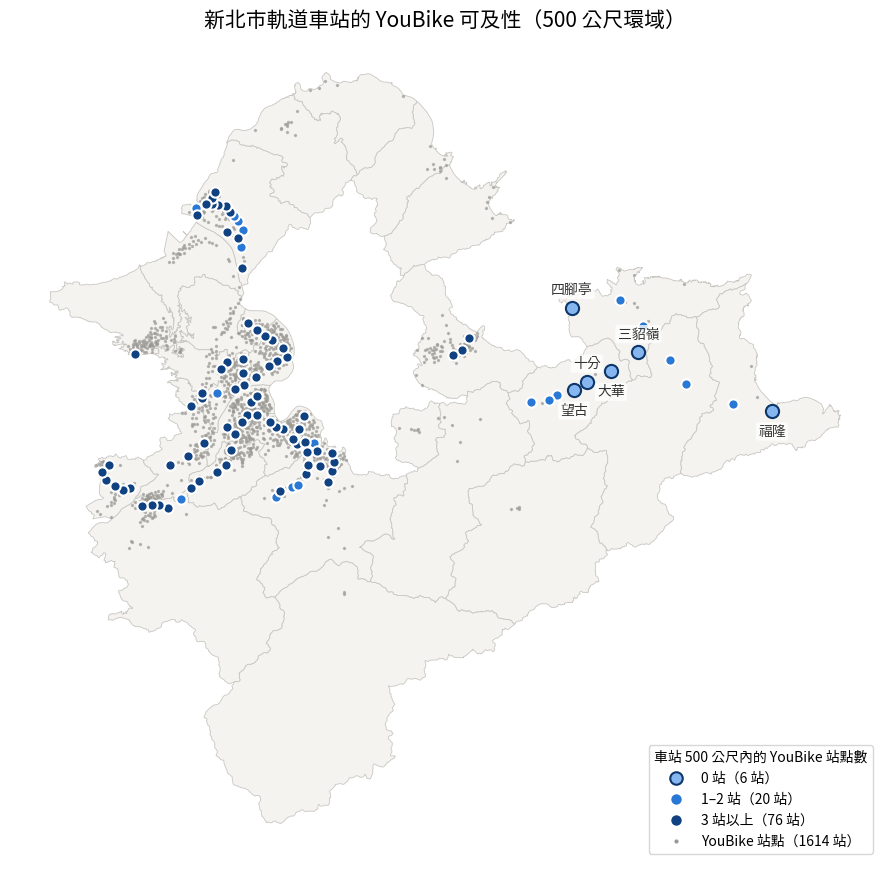 新北市軌道車站的 YouBike 可及性（500 公尺環域）
四腳亭
三貂嶺
十分
大華
望古
福隆
車站 500 公尺內的 YouBike 站點數
0 站（6 站）
1–2 站（20 站）
3 站以上（76 站）
YouBike 站點（1614 站）